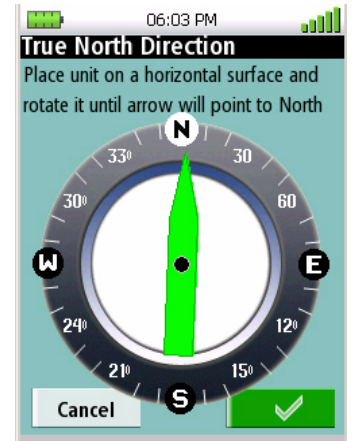 06:03 PM
True North Direction
Place unit on a horizontal surface and
rotate it until arrow will point to North
N
33⁰ 30
30⁰ 60
W E
24⁰ 12⁰
21⁰ 15⁰
S
Cancel